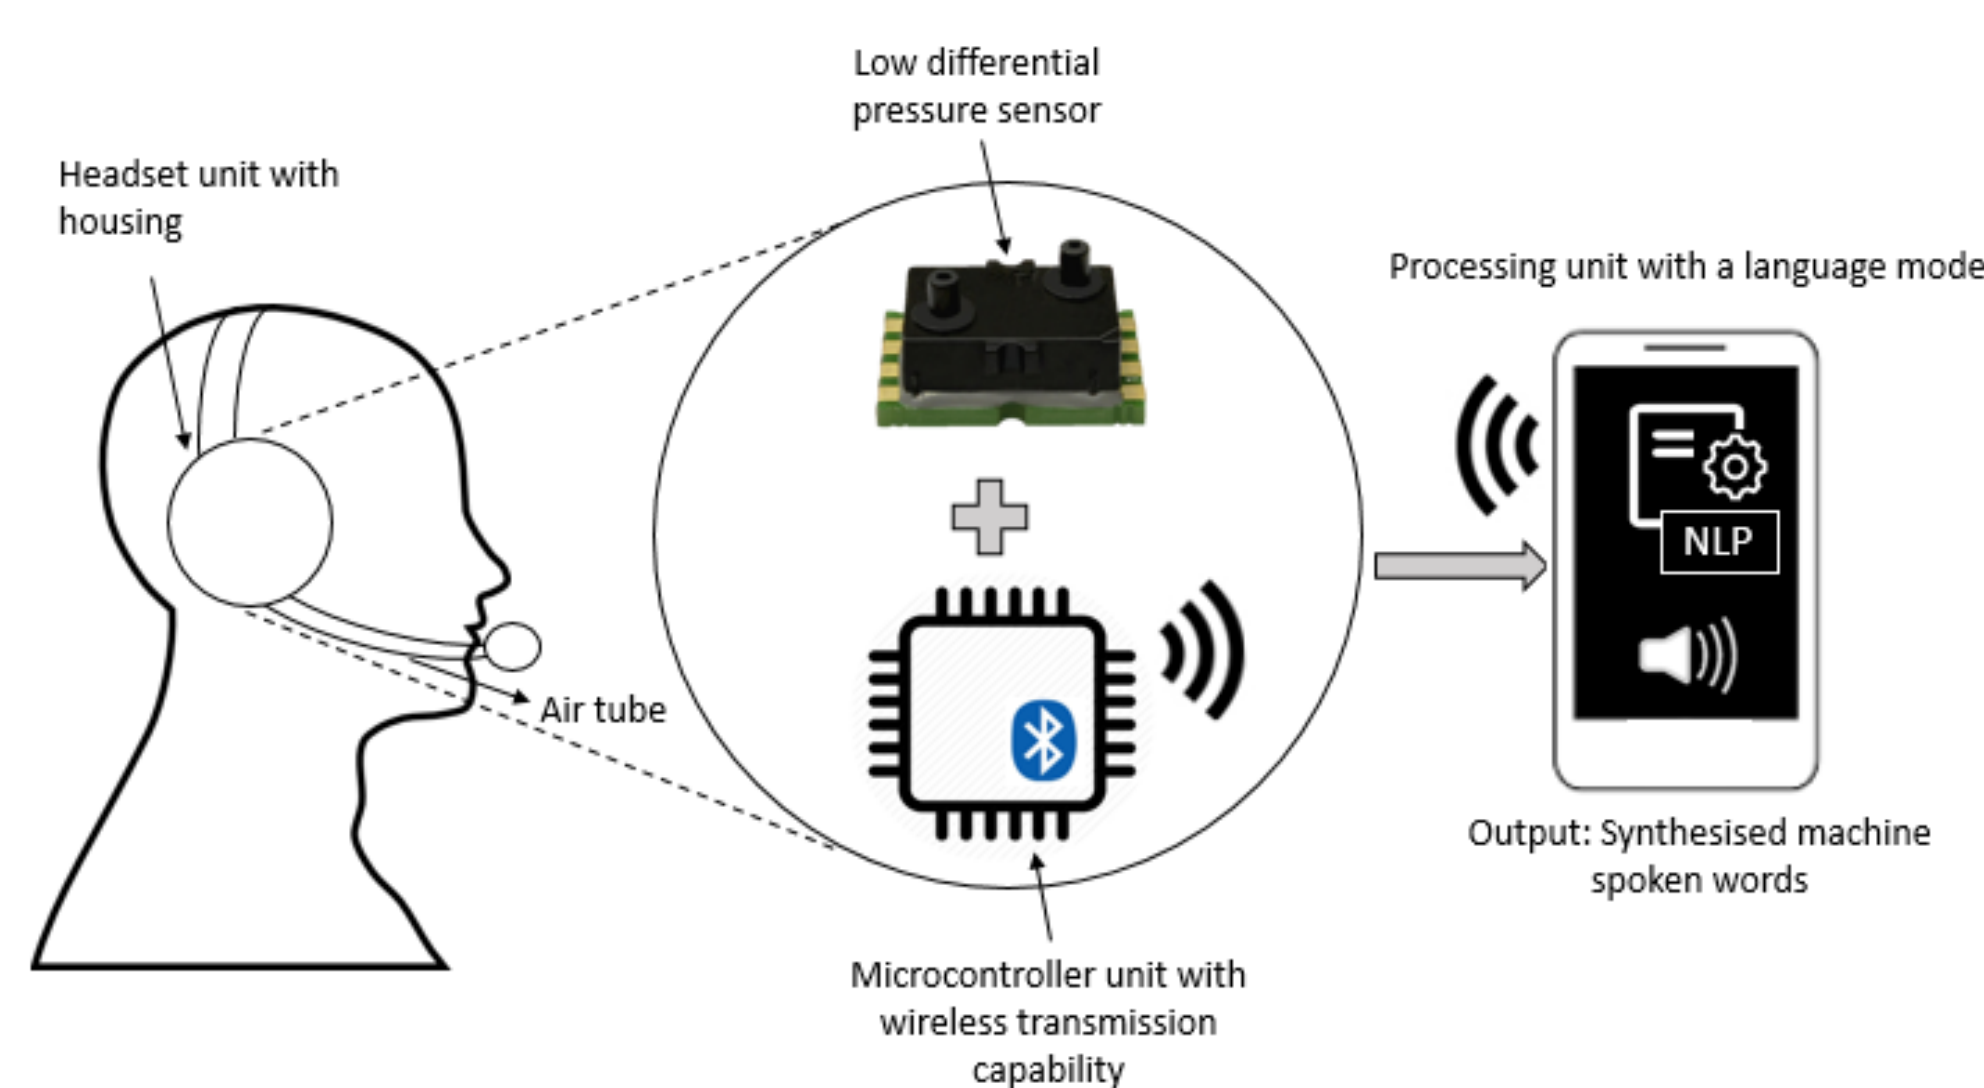 Low differential
pressure sensor
Headset unit with
housing
Processing unit with a language mode
NLP
Air tube
Output: Synthesised machine
spoken words
Microcontroller unit with
wireless transmission
capability